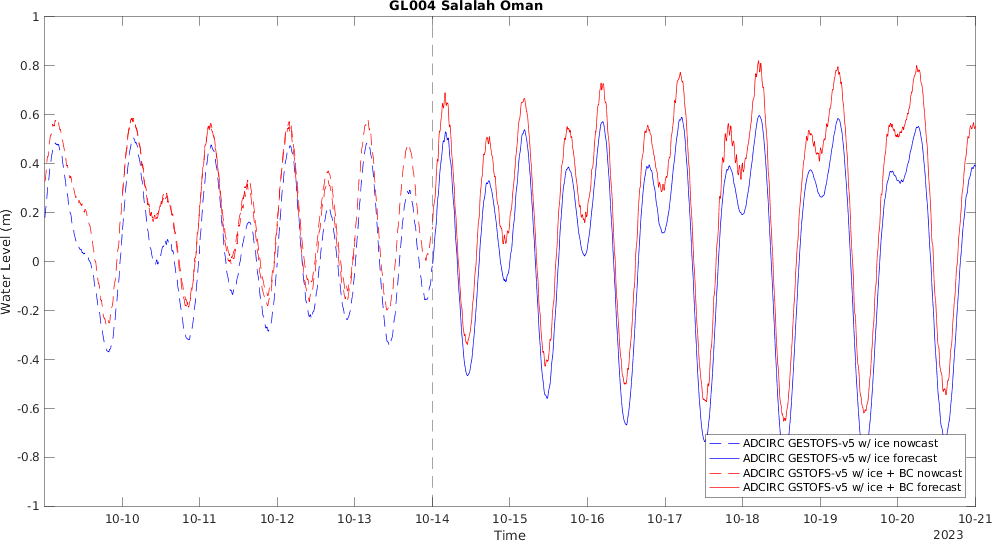 GL004 Salalah Oman
1
0.8
0.6
0.4
0.2
0
-0.2
-0.4
-0.6
-0.8
-1
Water Level (m)
10-10 10-11 10-12 10-13 10-14 10-15 10-16 10-17 10-18 10-19 10-20 10-21
Time
2023
ADCIRC GESTOFS-v5 w/ ice nowcast
ADCIRC GESTOFS-v5 w/ ice forecast
ADCIRC GSTOFS-v5 w/ ice + BC nowcast
ADCIRC GSTOFS-v5 w/ ice + BC forecast